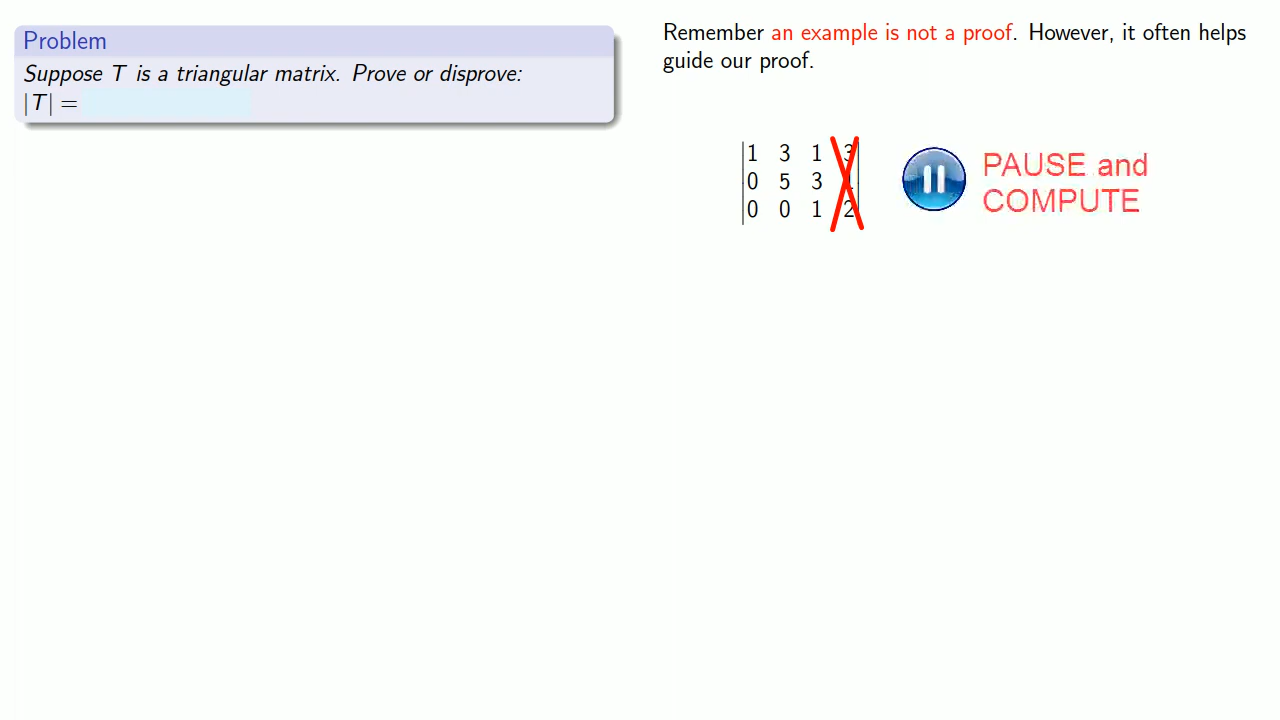 Problem
Suppose T is a triangular matrix. Prove or disprove:
|T| =
Remember an example is not a proof. However, it often helps
guide our proof.
1 3 1 3
0 5 3 1
0 0 1 2
PAUSE and
COMPUTE